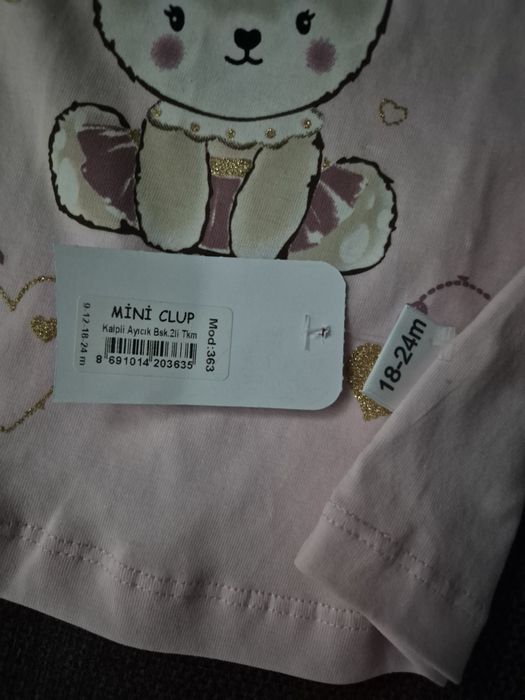 MİNİ CLUP
Kalpli Ayıcık Bsk.2li Tkm
8 691014 203635
Mod:363
9-12-18-24 m
18-24m